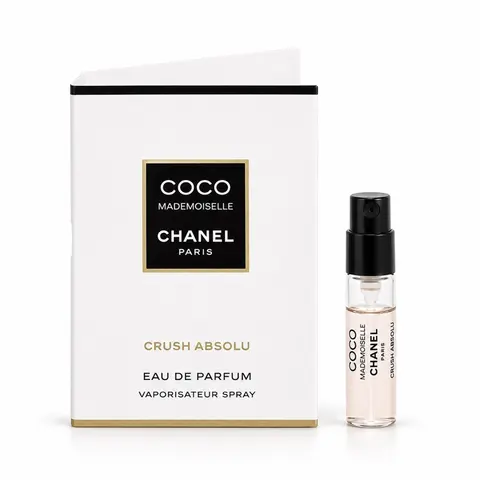 COCO
MADEMOISELLE
CHANEL
PARIS
CRUSH ABSOLU
EAU DE PARFUM
VAPORISATEUR SPRAY
COCO
MADEMOISELLE
CHANEL
PARIS
CRUSH ABSOLU